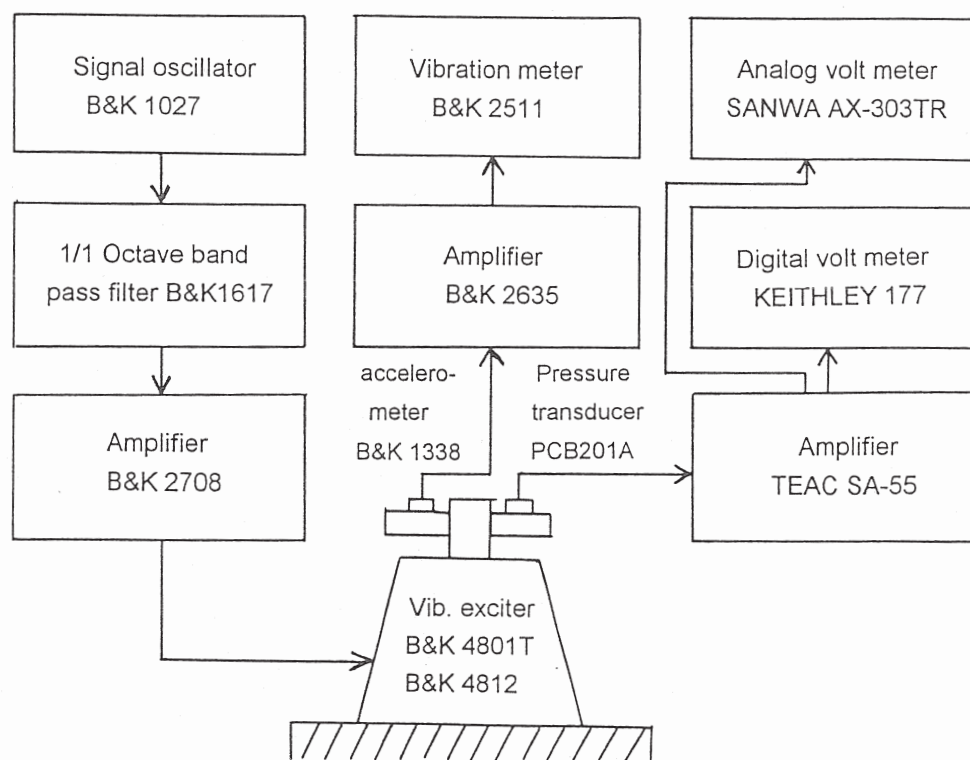 Signal oscillator
B&K 1027
Vibration meter
B&K 2511
Analog volt meter
SANWA AX-303TR
1/1 Octave band
pass filter B&K1617
Amplifier
B&K 2635
Digital volt meter
KEITHLEY 177
accelero-
meter
B&K 1338
Pressure
transducer
PCB201A
Amplifier
B&K 2708
Amplifier
TEAC SA-55
Vib. exciter
B&K 4801T
B&K 4812